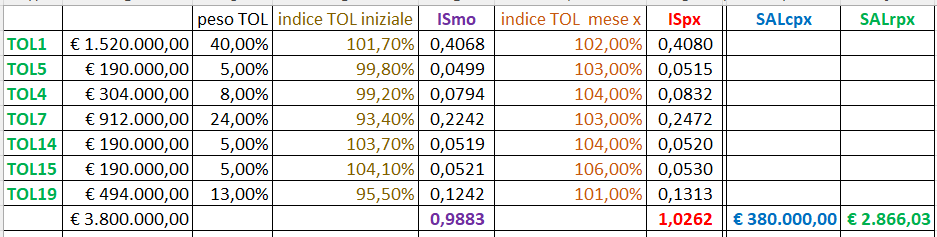 peso TOL indice TOL iniziale ISmo indice TOL mese x ISpx SALcpx SALrpx
TOL1 € 1.520.000,00 40,00% 101,70% 0,4068 102,00% 0,4080
TOL5 € 190.000,00 5,00% 99,80% 0,0499 103,00% 0,0515
TOL4 € 304.000,00 8,00% 99,20% 0,0794 104,00% 0,0832
TOL7 € 912.000,00 24,00% 93,40% 0,2242 103,00% 0,2472
TOL14 € 190.000,00 5,00% 103,70% 0,0519 104,00% 0,0520
TOL15 € 190.000,00 5,00% 104,10% 0,0521 106,00% 0,0530
TOL19 € 494.000,00 13,00% 95,50% 0,1242 101,00% 0,1313
€ 3.800.000,00 0,9883 1,0262 € 380.000,00 € 2.866,03